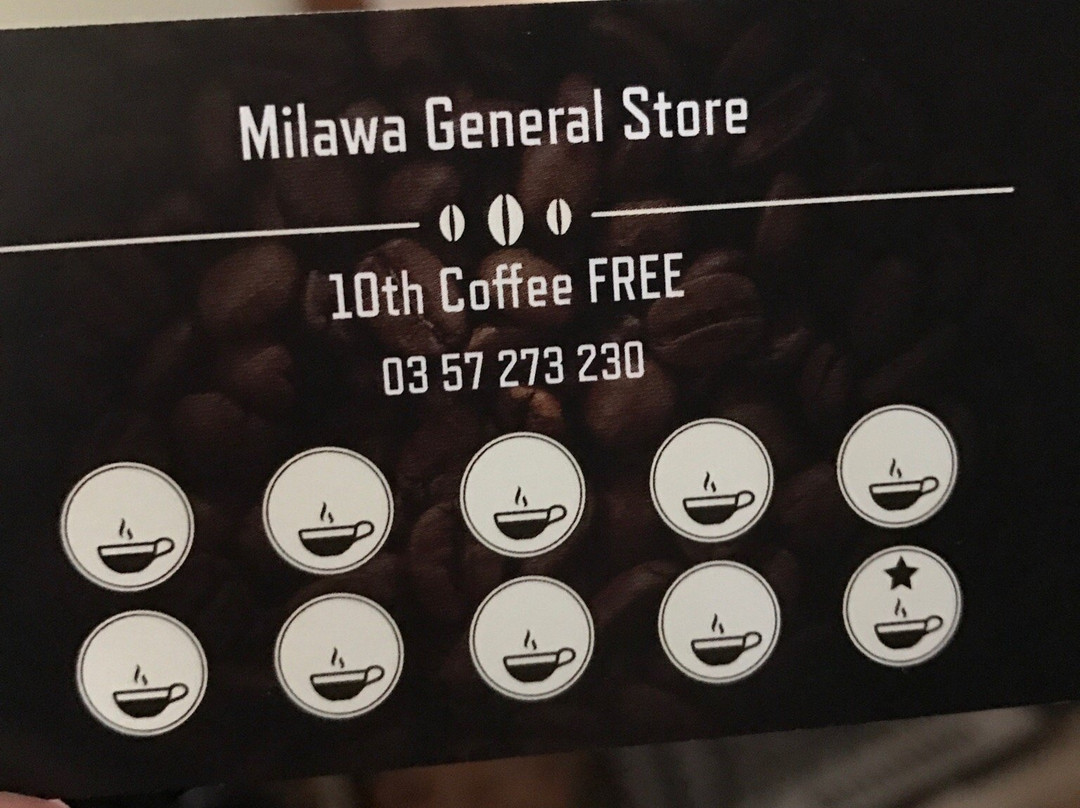 Milawa General Store
10th Coffee FREE
03 57 273 230